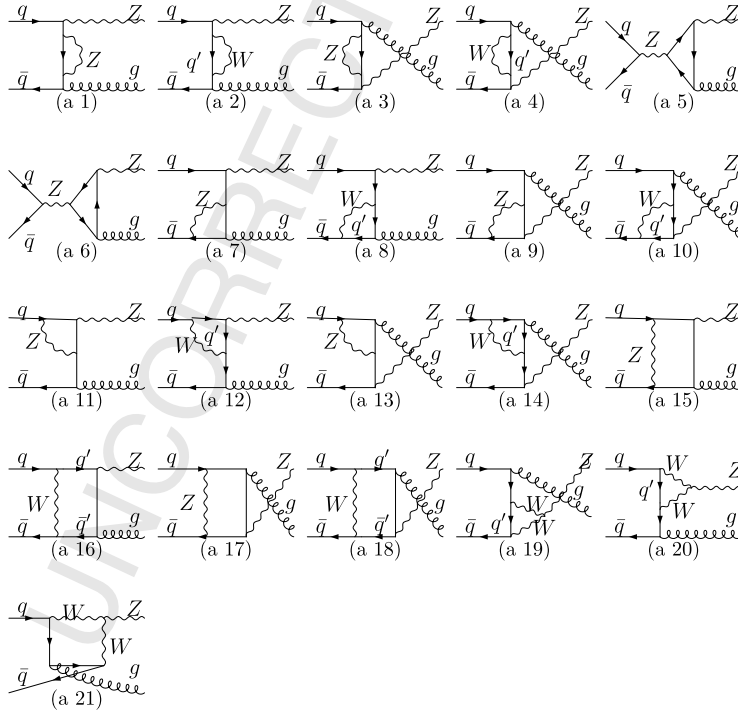 q Z q Z q Z q Z q Z
Z q' W Z W q' Z
q̄ g q̄ g q̄ g q̄ g q̄ g
(a 1) (a 2) (a 3) (a 4) (a 5)
q Z q Z q Z q Z q Z
Z Z W Z W
q̄ g q̄ g q̄ q' g q̄ g q̄ q' g
(a 6) (a 7) (a 8) (a 9) (a 10)
q Z q Z q Z q Z q Z
Z W q' Z W q' Z
q̄ g q̄ g q̄ g q̄ g q̄ g
(a 11) (a 12) (a 13) (a 14) (a 15)
q q' Z q Z q q' Z q Z q W Z
W Z W W W q' W
q̄ q̄' g q̄ g q̄ q̄' g q̄ q' g q̄ g
(a 16) (a 17) (a 18) (a 19) (a 20)
q W Z
W
q̄ g
(a 21)
UNCORREC